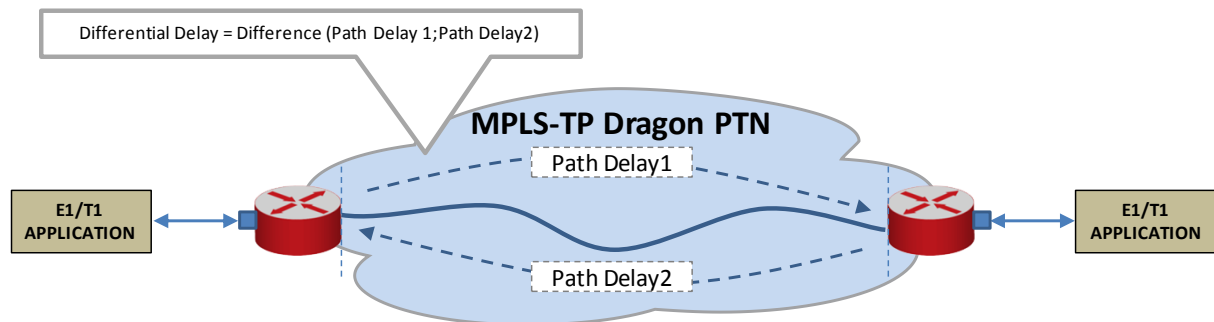 Differential Delay = Difference (Path Delay 1;Path Delay2)
MPLS-TP Dragon PTN
Path Delay1
E1/T1
APPLICATION
E1/T1
APPLICATION
Path Delay2